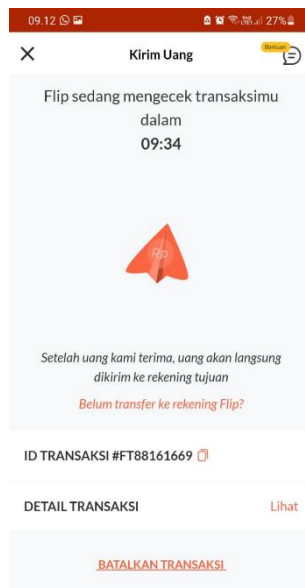 09.12 27%
Kirim Uang
Bantuan
Flip sedang mengecek transaksimu
dalam
09:34
Rp
Setelah uang kami terima, uang akan langsung
dikirim ke rekening tujuan
Belum transfer ke rekening Flip?
ID TRANSAKSI #FT88161669
DETAIL TRANSAKSI Lihat
BATALKAN TRANSAKSI